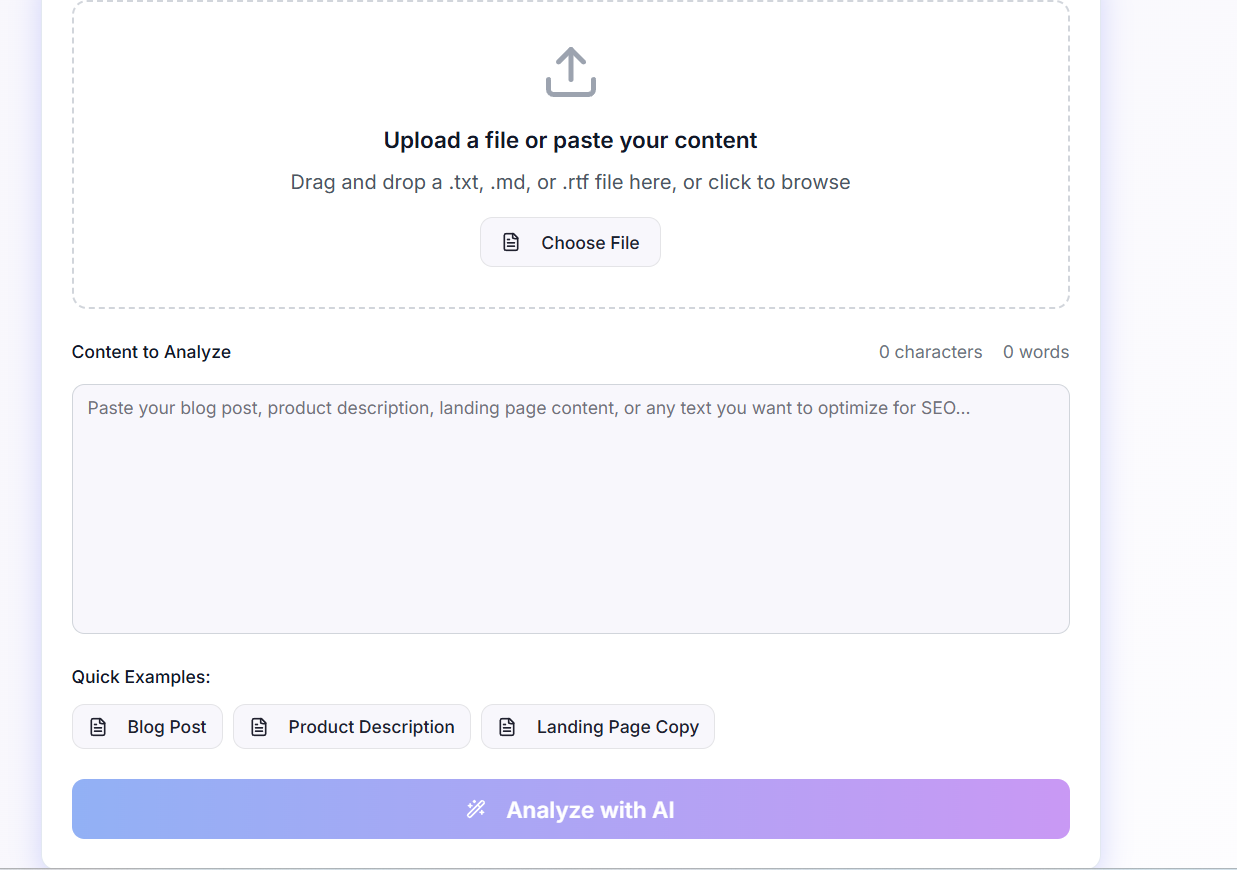 Upload a file or paste your content
Drag and drop a .txt, .md, or .rtf file here, or click to browse
Choose File
Content to Analyze
0 characters 0 words
Paste your blog post, product description, landing page content, or any text you want to optimize for SEO...
Quick Examples:
Blog Post
Product Description
Landing Page Copy
Analyze with AI